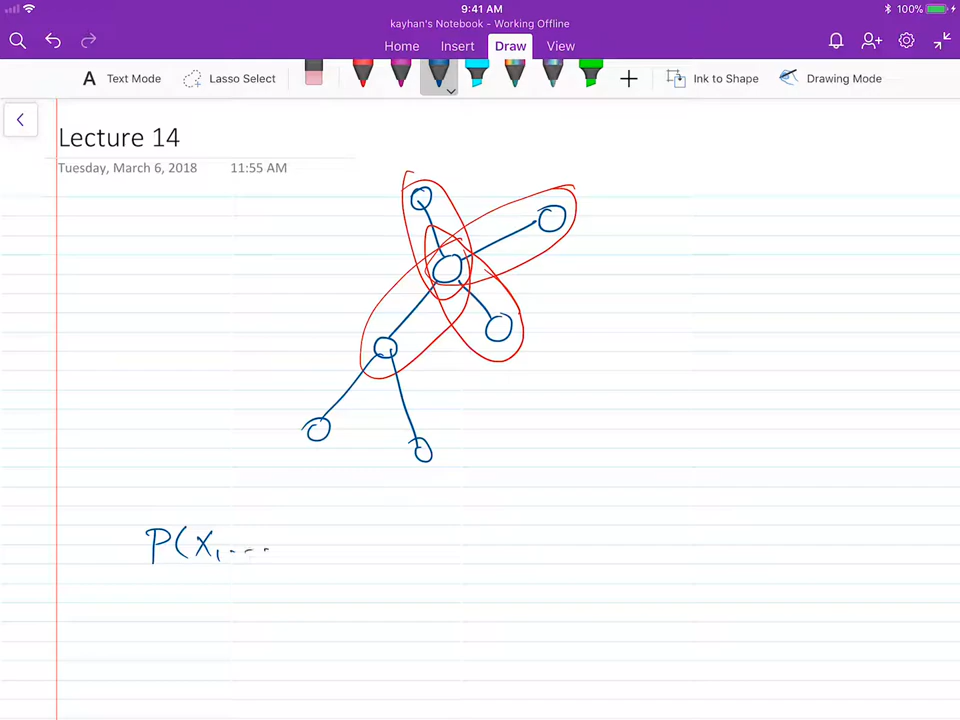 9:41 AM
100%
kayhan's Notebook - Working Offline
Home Insert Draw View
A Text Mode Lasso Select Ink to Shape Drawing Mode
Lecture 14
Tuesday, March 6, 2018 11:55 AM
P(x, ....